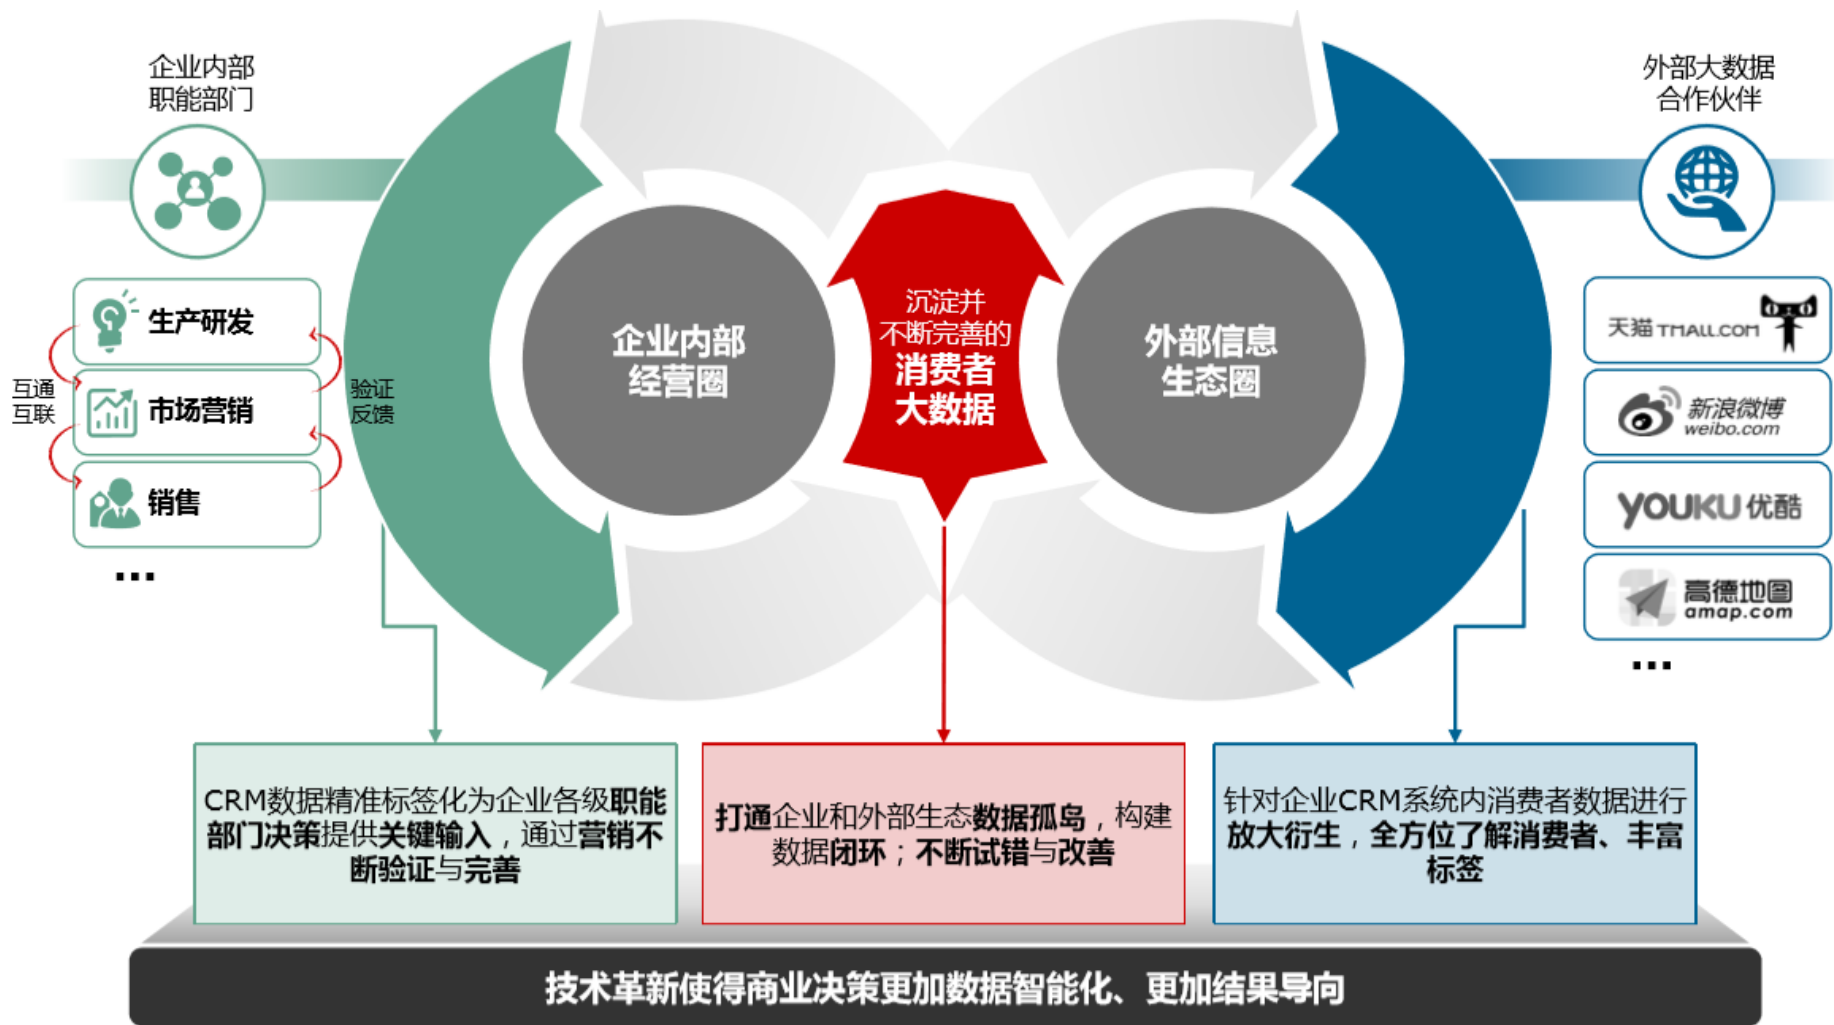 企业内部
职能部门
生产研发
市场营销
销售
...
互通
互联
验证
反馈
企业内部
经营圈
沉淀并
不断完善的
消费者
大数据
外部信息
生态圈
外部大数据
合作伙伴
天猫 TMALL.COM
新浪微博
weibo.com
YOUKU 优酷
高德地图
amap.com
...
CRM数据精准标签化为企业各级职能
部门决策提供关键输入，通过营销不
断验证与完善
打通企业和外部生态数据孤岛，构建
数据闭环；不断试错与改善
针对企业CRM系统内消费者数据进行
放大衍生，全方位了解消费者、丰富
标签
技术革新使得商业决策更加数据智能化、更加结果导向